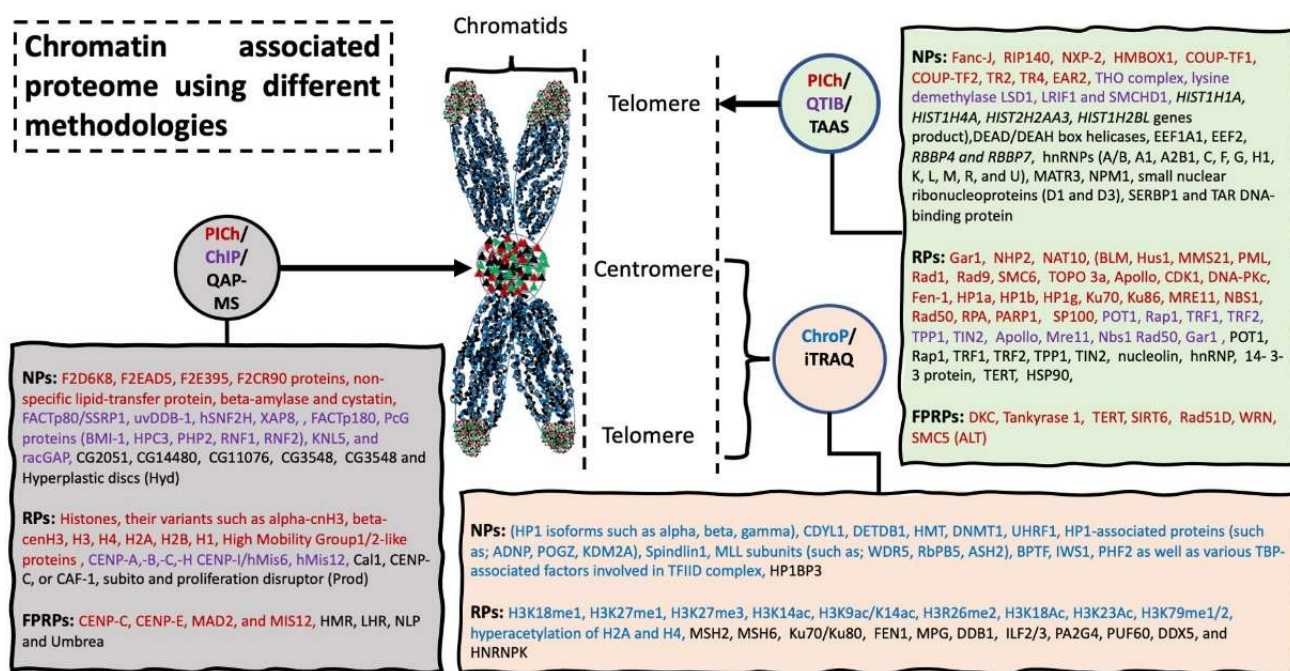 Chromatin associated
proteome using different
methodologies
Chromatids
Telomere
Centromere
Telomere
PICh/
QTIB/
TAAS
PICh/
ChIP/
QAP-
MS
ChroP/
iTRAQ
NPs: Fanc-J, RIP140, NXP-2, HMBOX1, COUP-TF1,
COUP-TF2, TR2, TR4, EAR2, THO complex, lysine
demethylase LSD1, LRIF1 and SMCHD1, HIST1H1A,
HIST1H4A, HIST2H2AA3, HIST1H2BL genes
product),DEAD/DEAH box helicases, EEF1A1, EEF2,
RBBP4 and RBBP7, hnRNPs (A/B, A1, A2B1, C, F, G, H1,
K, L, M, R, and U), MATR3, NPM1, small nuclear
ribonucleoproteins (D1 and D3), SERBP1 and TAR DNA-
binding protein
RPs: Gar1, NHP2, NAT10, (BLM, Hus1, MMS21, PML,
Rad1, Rad9, SMC6, TOPO 3a, Apollo, CDK1, DNA-PKc,
Fen-1, HP1a, HP1b, HP1g, Ku70, Ku86, MRE11, NBS1,
Rad50, RPA, PARP1, SP100, POT1, Rap1, TRF1, TRF2,
TPP1, TIN2, Apollo, Mre11, Nbs1 Rad50, Gar1 , POT1,
Rap1, TRF1, TRF2, TPP1, TIN2, nucleolin, hnRNP, 14- 3-
3 protein, TERT, HSP90,
FPRPs: DKC, Tankyrase 1, TERT, SIRT6, Rad51D, WRN,
SMC5 (ALT)
NPs: F2D6K8, F2EAD5, F2E395, F2CR90 proteins, non-
specific lipid-transfer protein, beta-amylase and cystatin,
FACTp80/SSRP1, uvDDB-1, hSNF2H, XAP8, , FACTp180, PcG
proteins (BMI-1, HPC3, PHP2, RNF1, RNF2), KNL5, and
racGAP, CG2051, CG14480, CG11076, CG3548, CG3548 and
Hyperplastic discs (Hyd)
RPs: Histones, their variants such as alpha-cnH3, beta-
cenH3, H3, H4, H2A, H2B, H1, High Mobility Group1/2-like
proteins , CENP-A,-B,-C,-H CENP-I/hMis6, hMis12, Cal1, CENP-
C, or CAF-1, subito and proliferation disruptor (Prod)
FPRPs: CENP-C, CENP-E, MAD2, and MIS12, HMR, LHR, NLP
and Umbrea
NPs: (HP1 isoforms such as alpha, beta, gamma), CDYL1, DETDB1, HMT, DNMT1, UHRF1, HP1-associated proteins (such
as; ADNP, POGZ, KDM2A), Spindlin1, MLL subunits (such as; WDR5, RbPB5, ASH2), BPTF, IWS1, PHF2 as well as various TBP-
associated factors involved in TFIID complex, HP1BP3
RPs: H3K18me1, H3K27me1, H3K27me3, H3K14ac, H3K9ac/K14ac, H3R26me2, H3K18Ac, H3K23Ac, H3K79me1/2,
hyperacetylation of H2A and H4, MSH2, MSH6, Ku70/Ku80, FEN1, MPG, DDB1, ILF2/3, PA2G4, PUF60, DDX5, and
HNRNPK